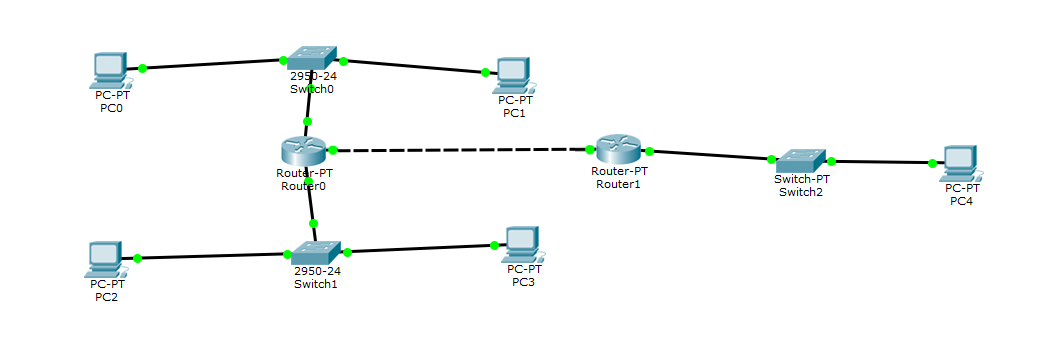 PC-PT
PC0
2950-24
Switch0
PC-PT
PC1
Router-PT
Router0
Router-PT
Router1
Switch-PT
Switch2
PC-PT
PC4
PC-PT
PC2
2950-24
Switch1
PC-PT
PC3